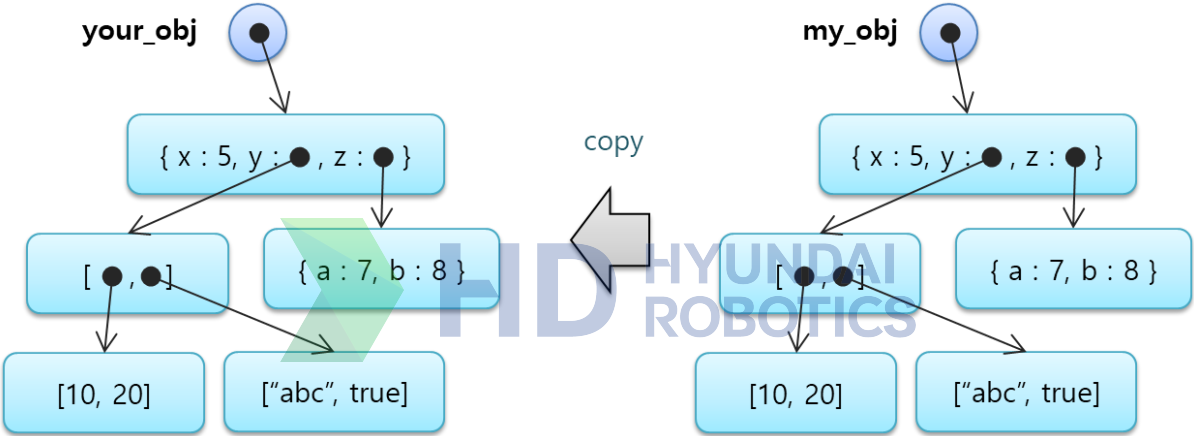 your_obj
my_obj
{ x : 5, y : , z : }
copy
{ x : 5, y : , z : }
[ , ]
{ a : 7, b : 8 }
[ , ]
{ a : 7, b : 8 }
HD HYUNDAI
ROBOTICS
[10, 20]
[“abc”, true]
[10, 20]
[“abc”, true]